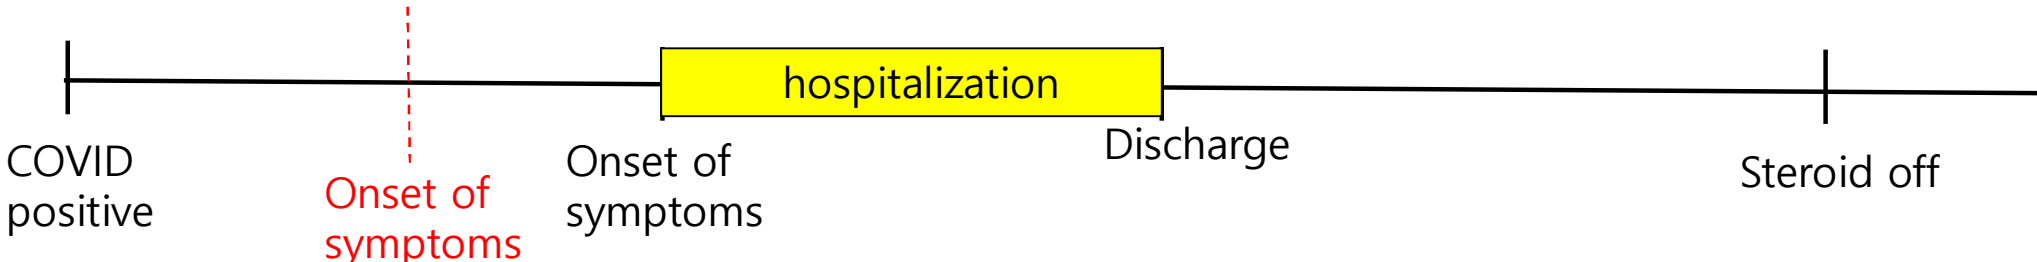 hospitalization
COVID
positive
Onset of
symptoms
Onset of
symptoms
Discharge
Steroid off